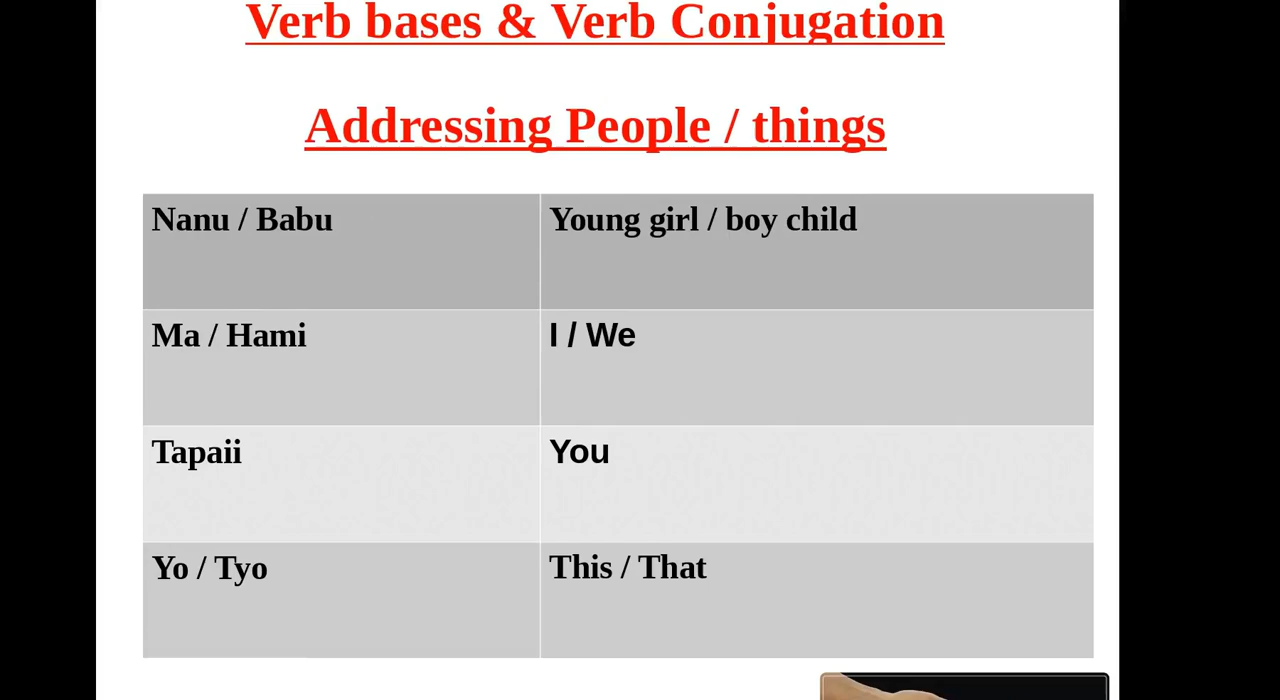 Verb bases & Verb Conjugation
Addressing People / things
Nanu / Babu
Young girl / boy child
Ma / Hami
I / We
Tapaii
You
Yo / Tyo
This / That